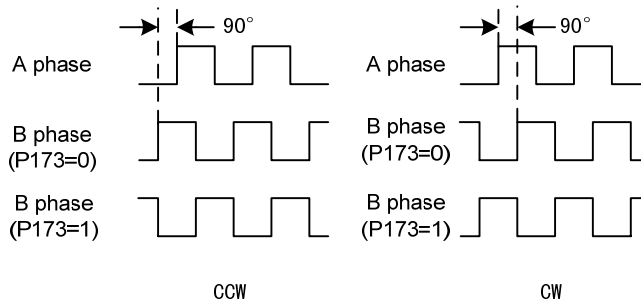 90°
90°
A phase
A phase
B phase
(P173=0)
B phase
(P173=0)
B phase
(P173=1)
B phase
(P173=1)
CCW
CW